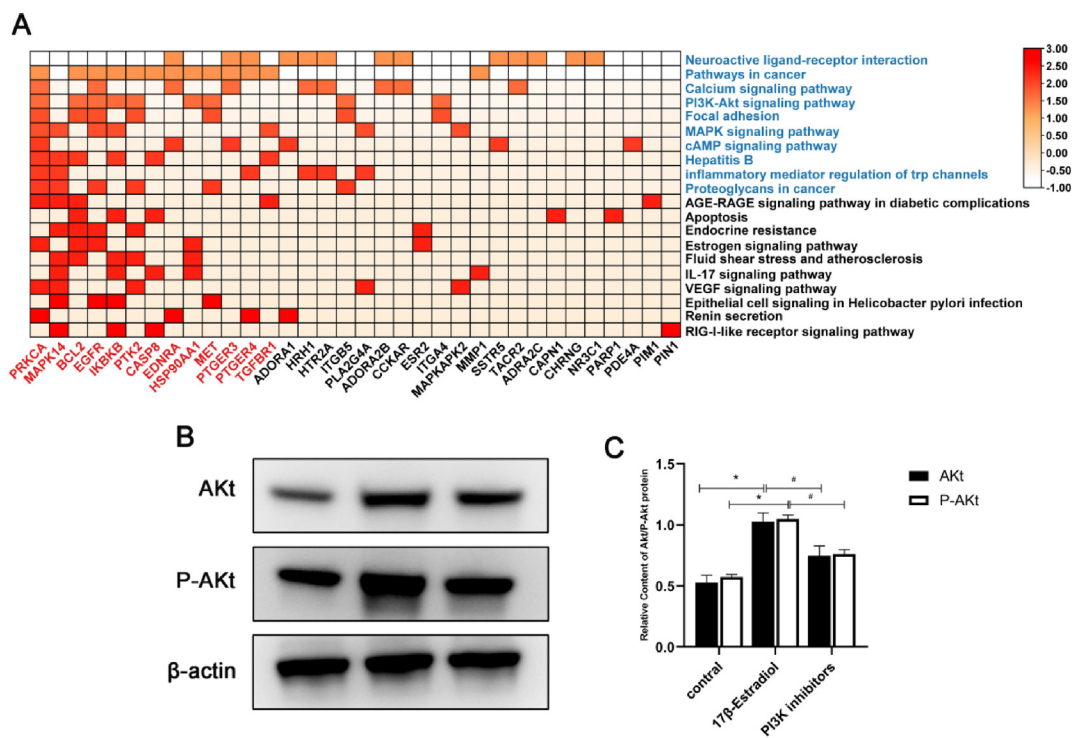 A
Neuroactive ligand-receptor interaction
Pathways in cancer
Calcium signaling pathway
PI3K-Akt signaling pathway
Focal adhesion
MAPK signaling pathway
cAMP signaling pathway
Hepatitis B
inflammatory mediator regulation of trp channels
Proteoglycans in cancer
AGE-RAGE signaling pathway in diabetic complications
Apoptosis
Endocrine resistance
Estrogen signaling pathway
Fluid shear stress and atherosclerosis
IL-17 signaling pathway
VEGF signaling pathway
Epithelial cell signaling in Helicobacter pylori infection
Renin secretion
RIG-I-like receptor signaling pathway
3.00
2.50
2.00
1.50
1.00
0.50
0.00
-0.50
-1.00
PRKCA
MAPK14
BCL2
EGFR
IKBKB
PTK2
CASP8
EDNRA
HSP90AA1
MET
PTGER3
PTGER4
TGFBR1
ADORA1
HRH1
HTR2A
ITGB5
PLA2G4A
ADORA2B
CCKAR
ESR2
ITGA4
MAPKAPK2
MMP1
SSTR5
TACR2
ADRA2C
CAPN1
CHRNG
NR3C1
PARP1
PDE4A
PIM1
PIN1
B
AKt
P-AKt
β-actin
C
Relative Content of Akt/P-Akt protein
1.5
1.0
0.5
0.0
* #
* #
AKt
P-AKt
contral
17β-Estradiol
PI3K inhibitors